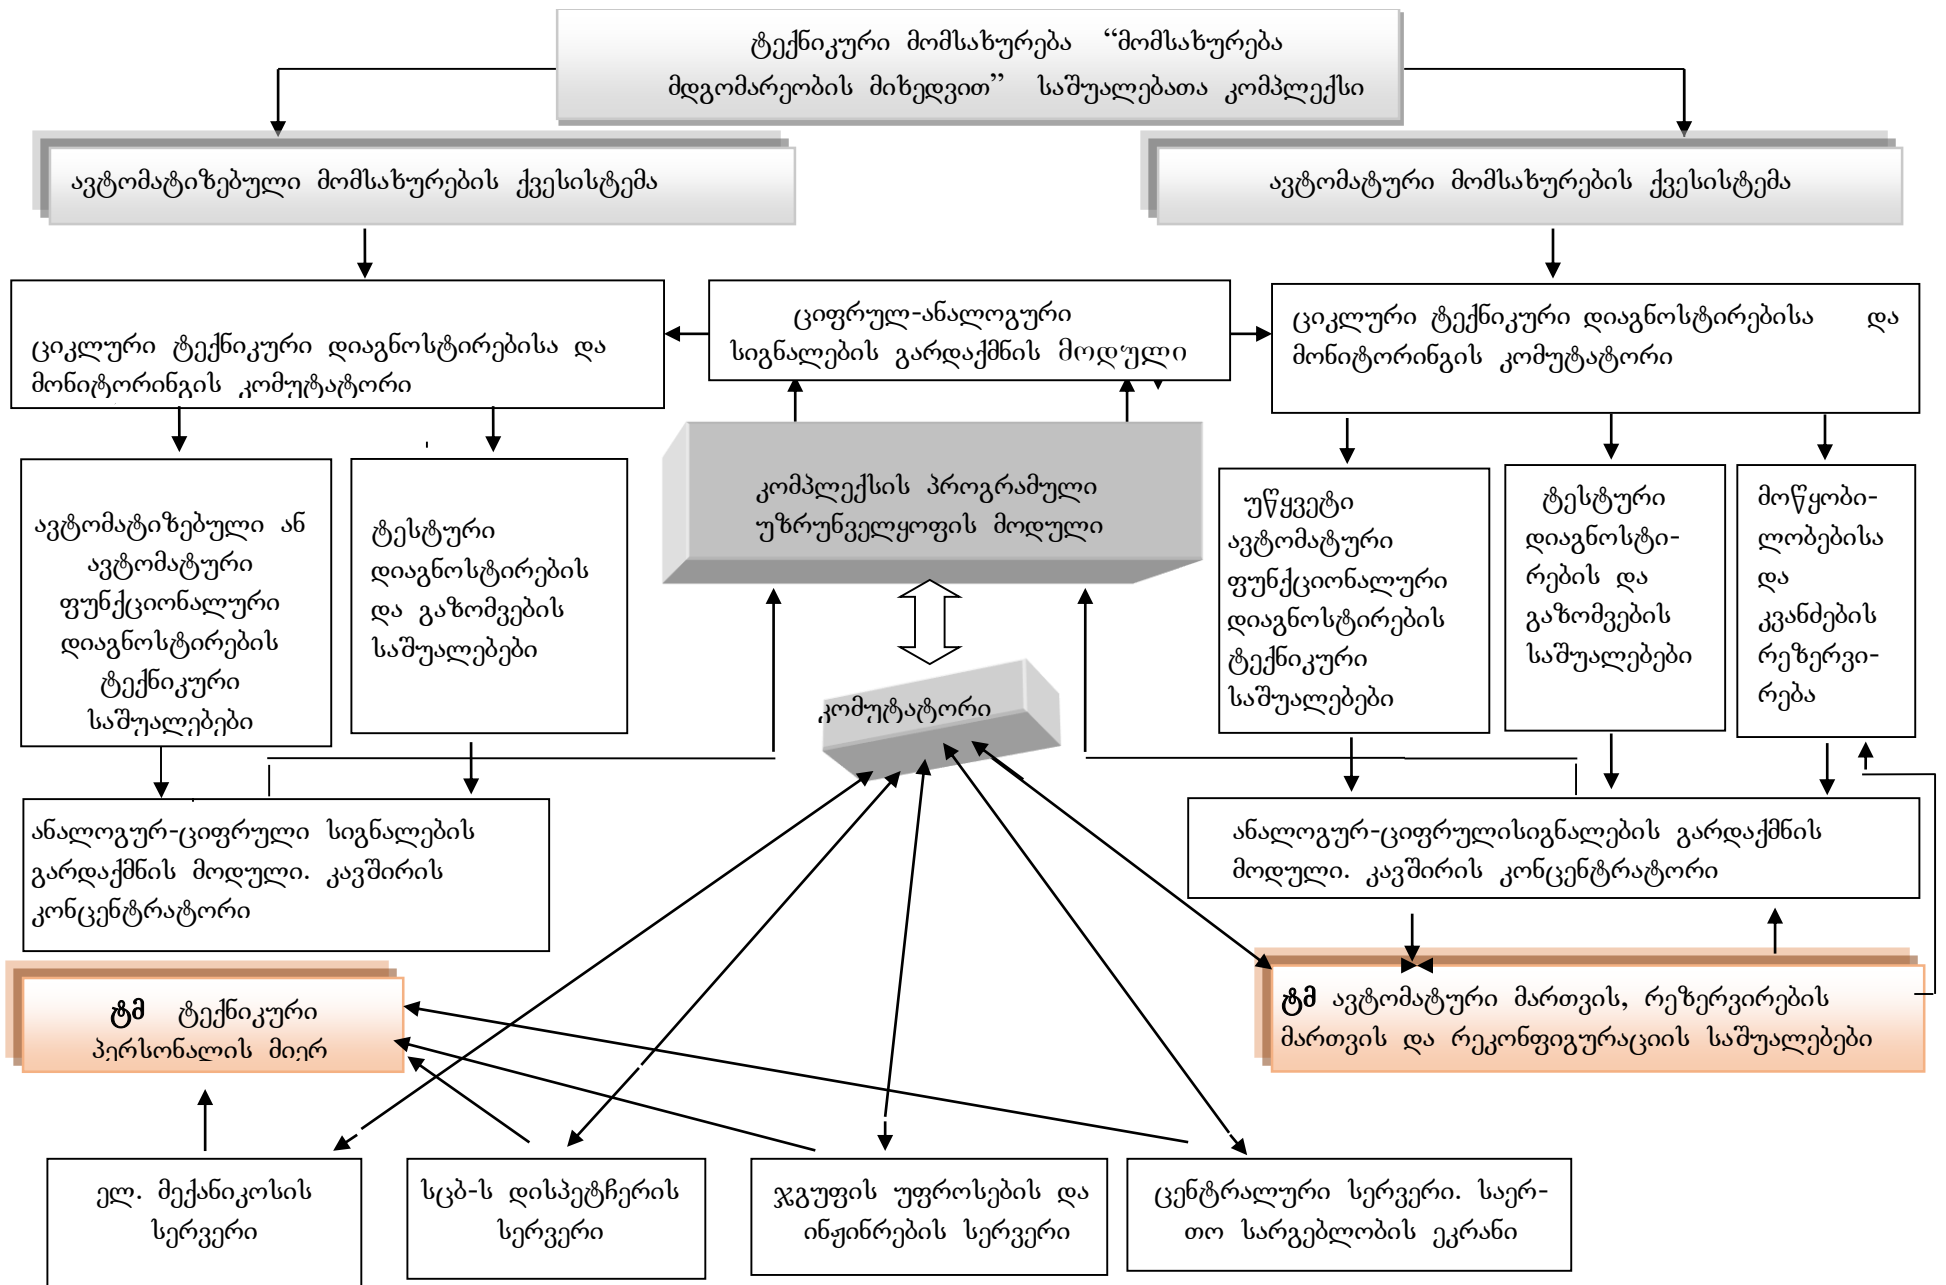 ტექნიკური მომსახურება “მომსახურება
მდგომარეობის მიხედვით” საშუალებათა კომპლექსი
ავტომატიზებული მომსახურების ქვესისტემა
ავტომატური მომსახურების ქვესისტემა
ციკლური ტექნიკური დიაგნოსტირებისა და
მონიტორინგის კომუტატორი
ციფრულ-ანალოგური
სიგნალების გარდაქმნის მოდული
ციკლური ტექნიკური დიაგნოსტირებისა და
მონიტორინგის კომუტატორი
ავტომატიზებული ან
ავტომატური
ფუნქციონალური
დიაგნოსტირების
ტექნიკური
საშუალებები
ტესტური
დიაგნოსტირების
და გაზომვების
საშუალებები
კომპლექსის პროგრამული
უზრუნველყოფის მოდული
უწყვეტი
ავტომატური
ფუნქციონალური
დიაგნოსტირების
ტექნიკური
საშუალებები
ტესტური
დიაგნოსტი-
რების და
გაზომვების
საშუალებები
მოწყობი-
ლობებისა
და
კვანძების
რეზერვი-
რება
კომუტატორი
ანალოგურ-ციფრული სიგნალების
გარდაქმნის მოდული. კავშირის
კონცენტრატორი
ანალოგურ-ციფრულისიგნალების გარდაქმნის
მოდული. კავშირის კონცენტრატორი
ტმ ტექნიკური
პერსონალის მიერ
ტმ ავტომატური მართვის, რეზერვირების
მართვის და რეკონფიგურაციის საშუალებები
ელ. მექანიკოსის
სერვერი
სცბ-ს დისპეტჩერის
სერვერი
ჯგუფის უფროსების და
ინჟინრების სერვერი
ცენტრალური სერვერი. საერ-
თო სარგებლობის ეკრანი